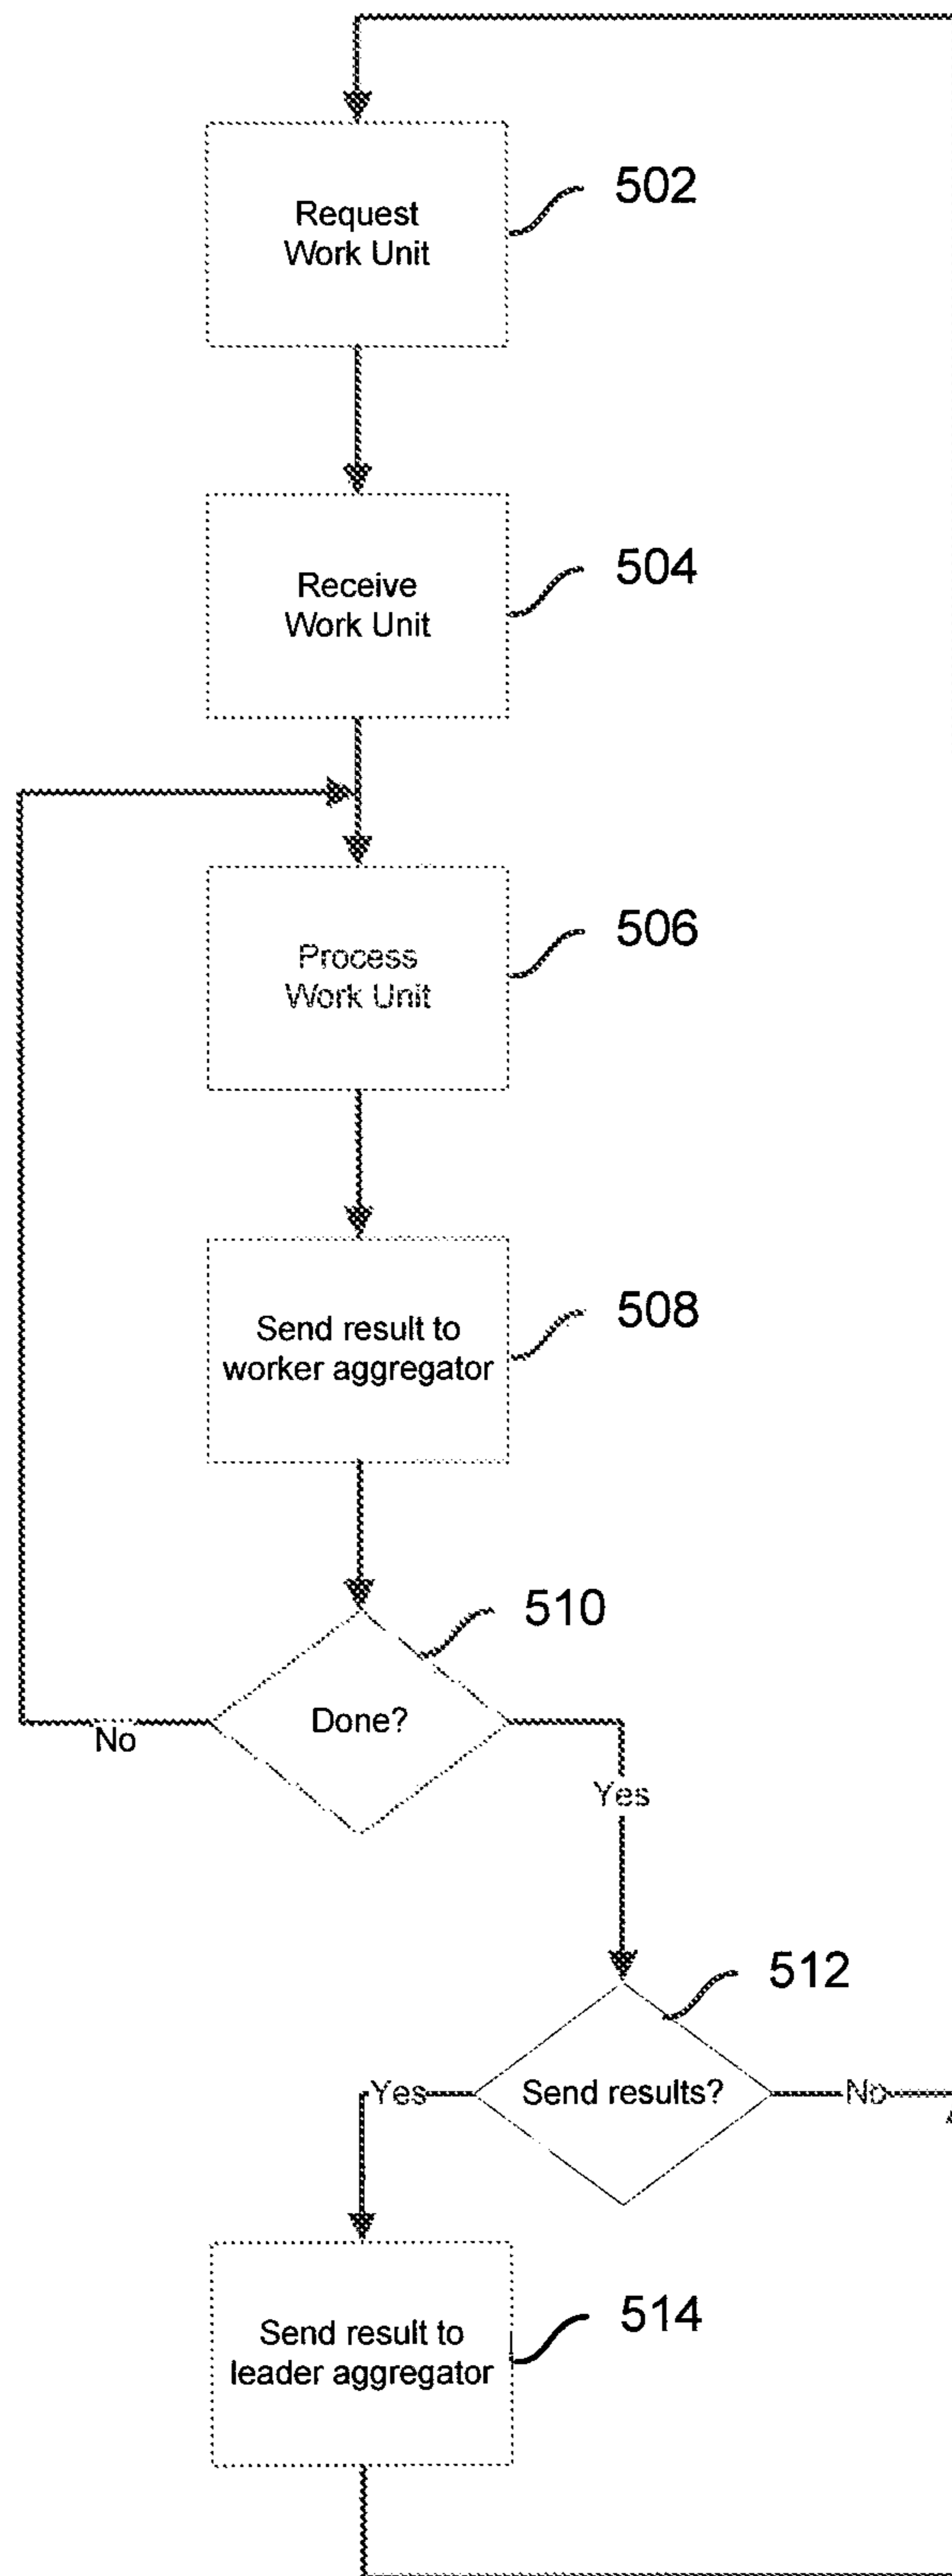 Request
Work Unit
502
Receive
Work Unit
504
Process
Work Unit
506
Send result to
worker aggregator
508
510
Done?
No
Yes
512
Send results?
Yes
No
Send result to
leader aggregator
514